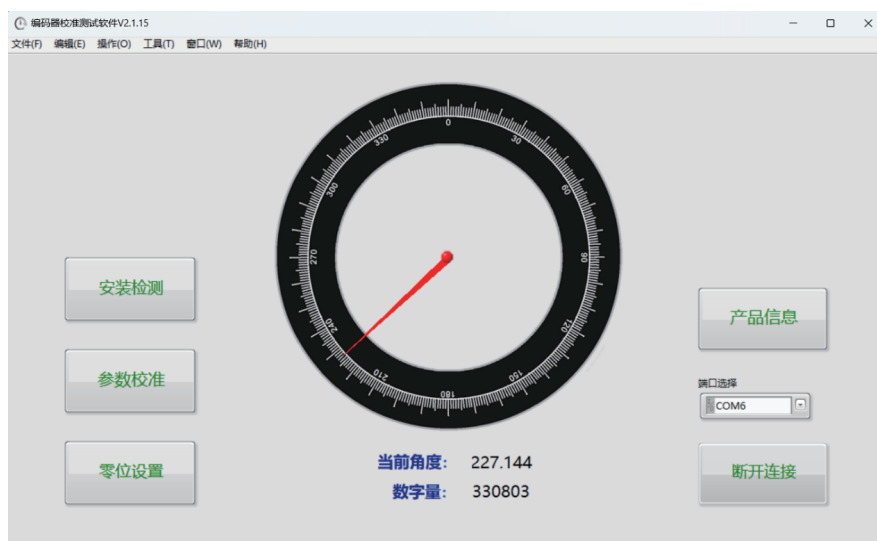 编码器校准测试软件V2.1.15
文件(F) 编辑(E) 操作(O) 工具(T) 窗口(W) 帮助(H)
0
30
60
90
120
150
180
210
240
270
300
330
安装检测
参数校准
零位设置
产品信息
端口选择
COM6
断开连接
当前角度: 227.144
数字量: 330803